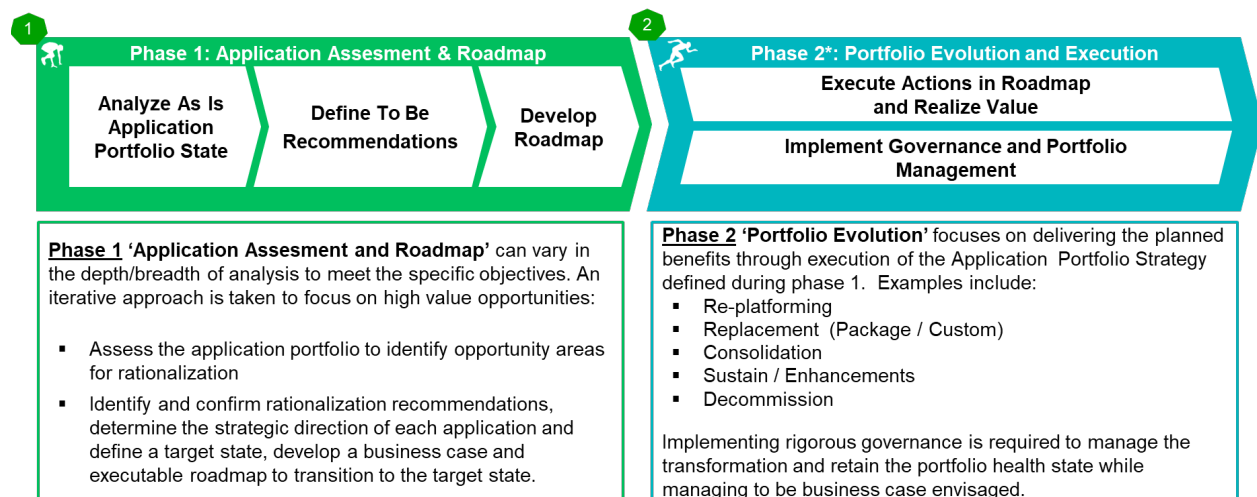 1
Phase 1: Application Assesment & Roadmap
Analyze As Is
Application
Portfolio State
Define To Be
Recommendations
Develop
Roadmap
2
Phase 2*: Portfolio Evolution and Execution
Execute Actions in Roadmap
and Realize Value
Implement Governance and Portfolio
Management
Phase 1 ‘Application Assesment and Roadmap’ can vary in
the depth/breadth of analysis to meet the specific objectives. An
iterative approach is taken to focus on high value opportunities:
▪ Assess the application portfolio to identify opportunity areas
for rationalization
▪ Identify and confirm rationalization recommendations,
determine the strategic direction of each application and
define a target state, develop a business case and
executable roadmap to transition to the target state.
Phase 2 ‘Portfolio Evolution’ focuses on delivering the planned
benefits through execution of the Application Portfolio Strategy
defined during phase 1. Examples include:
▪ Re-platforming
▪ Replacement (Package / Custom)
▪ Consolidation
▪ Sustain / Enhancements
▪ Decommission
Implementing rigorous governance is required to manage the
transformation and retain the portfolio health state while
managing to be business case envisaged.